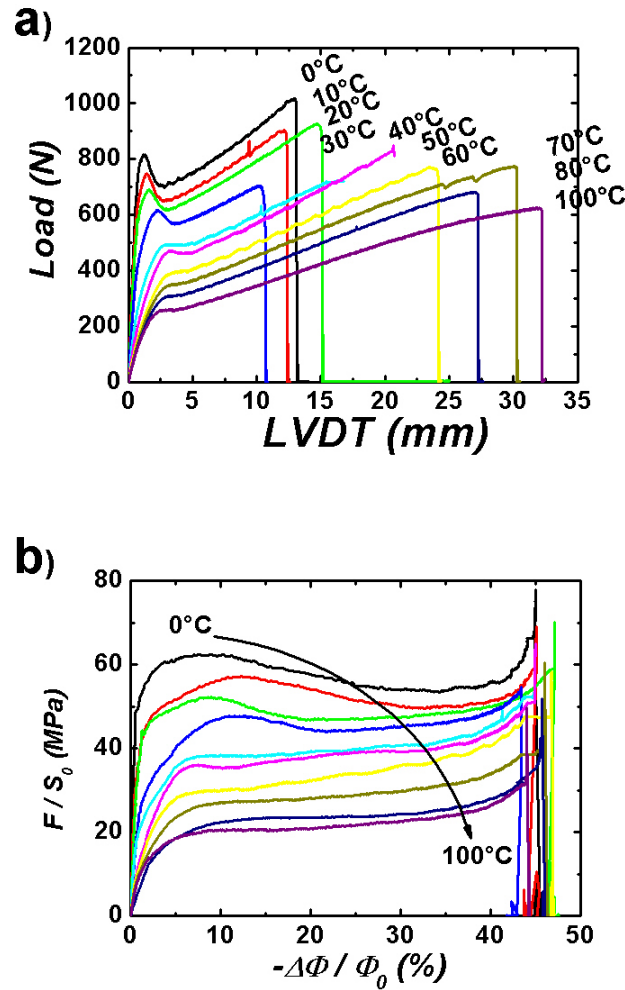 a)
1200
1000
800
600
400
200
0
Load (N)
0°C
10°C
20°C
30°C
40°C
50°C
60°C
70°C
80°C
100°C
0 5 10 15 20 25 30 35
LVDT (mm)
b)
80
60
40
20
0
F / S0 (MPa)
0°C
100°C
0 10 20 30 40 50
-ΔΦ / Φ0 (%)